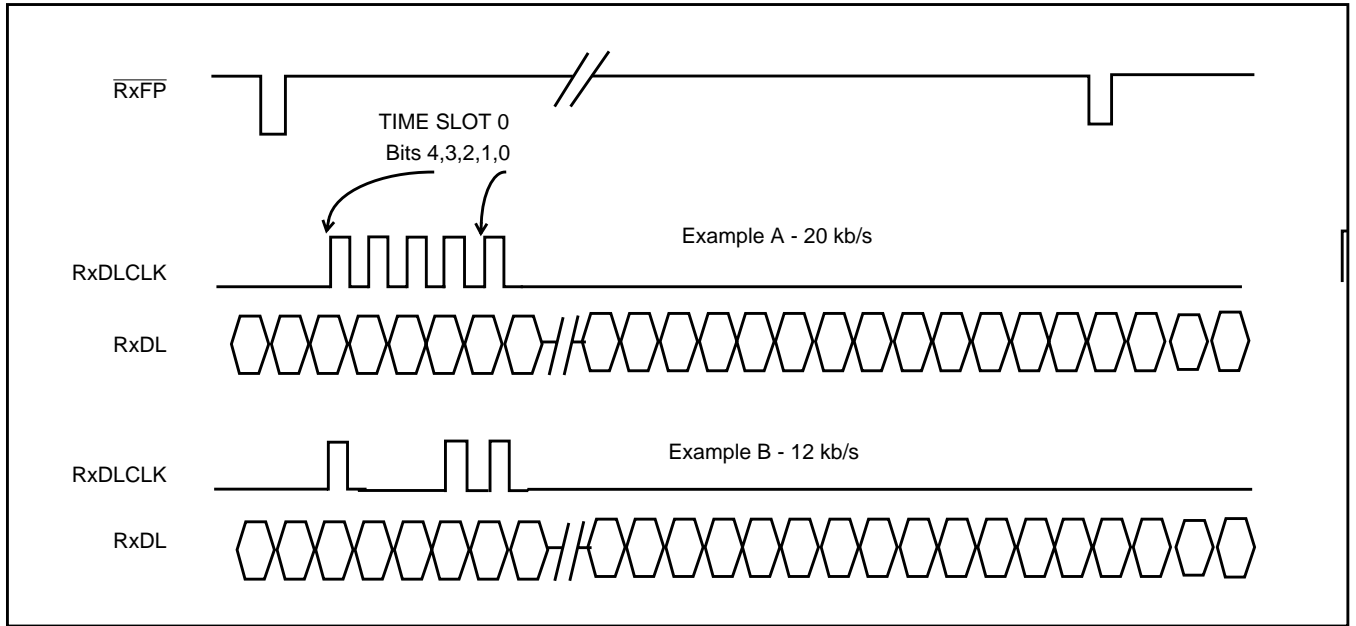 RxFP
TIME SLOT 0
Bits 4,3,2,1,0
Example A - 20 kb/s
RxDLCLK
RxDL
Example B - 12 kb/s
RxDLCLK
RxDL